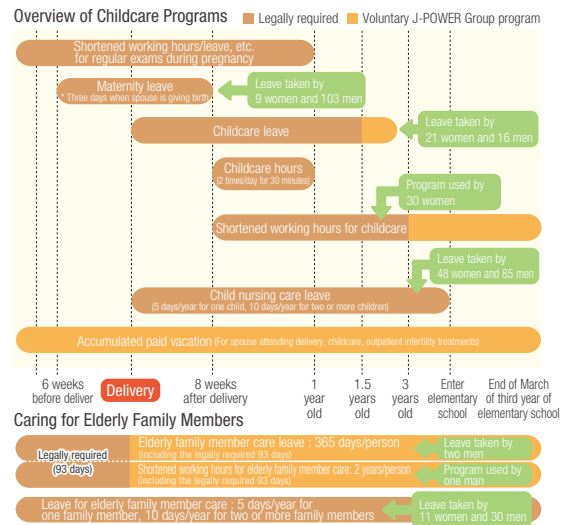 Overview of Childcare Programs
Legally required
Voluntary J-POWER Group program
Shortened working hours/leave, etc.
for regular exams during pregnancy
Maternity leave
* Three days when spouse is giving birth
Leave taken by
9 women and 103 men
Childcare leave
Leave taken by
21 women and 16 men
Childcare hours
(2 times/day for 30 minutes)
Program used by
30 women
Shortened working hours for childcare
Leave taken by
48 women and 85 men
Child nursing care leave
(5 days/year for one child, 10 days/year for two or more children)
Accumulated paid vacation (For spouse attending delivery, childcare, outpatient infertility treatments)
6 weeks
before deliver
Delivery
8 weeks
after delivery
1
year
old
1.5
years
old
3
years
old
Enter
elementary
school
End of March
of third year of
elementary school
Caring for Elderly Family Members
Legally required
(93 days)
Elderly family member care leave : 365 days/person
(including the legally required 93 days)
Leave taken by
two men
Shortened working hours for elderly family member care: 2 years/person
(including the legally required 93 days)
Program used by
one man
Leave for elderly family member care : 5 days/year for
one family member, 10 days/year for two or more family members
Leave taken by
11 women and 30 men